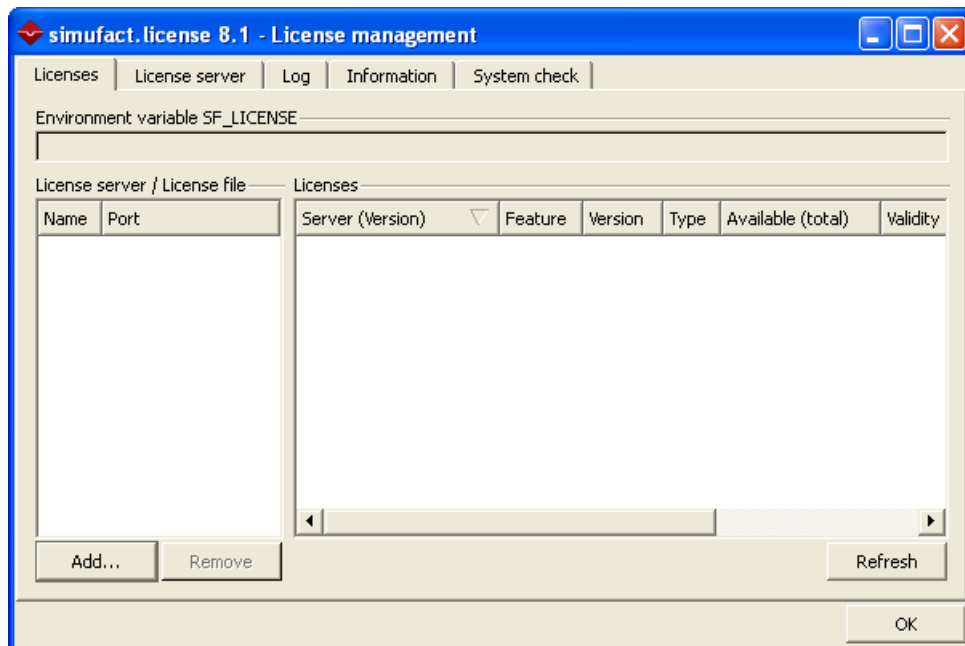 simufact.license 8.1 - License management
Licenses License server Log Information System check
Environment variable SF_LICENSE
License server / License file Licenses
Name Port Server (Version) Feature Version Type Available (total) Validity
Add... Remove Refresh
OK